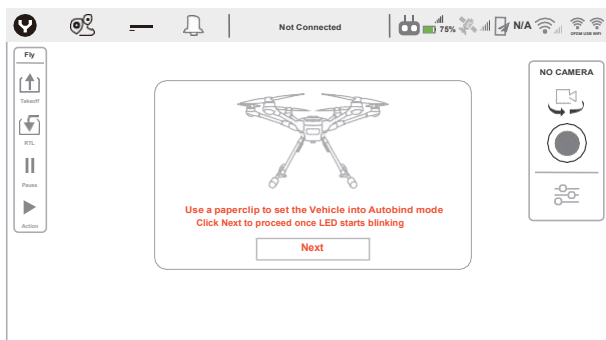 Not Connected
75%
N/A
OFDM USB WIFI
Fly
Takeoff
RTL
Pause
Action
NO CAMERA
Use a paperclip to set the Vehicle into Autobind mode
Click Next to proceed once LED starts blinking
Next